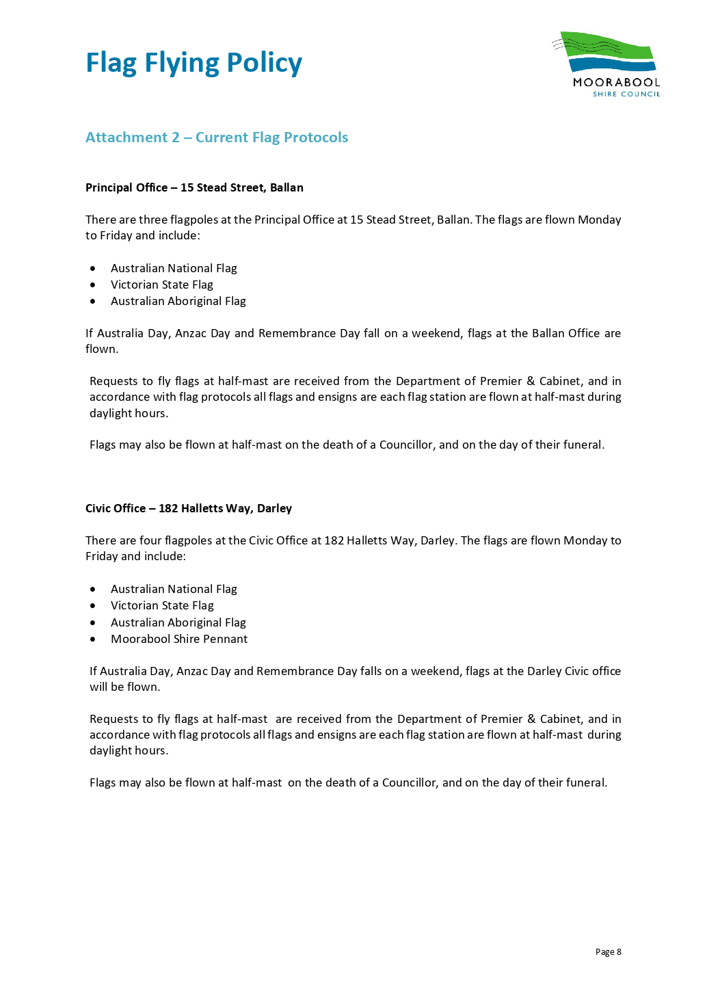 Flag Flying Policy
MOORABOOL
SHIRE COUNCIL
Attachment 2 – Current Flag Protocols
Principal Office – 15 Stead Street, Ballan
There are three flagpoles at the Principal Office at 15 Stead Street, Ballan. The flags are flown Monday
to Friday and include:
• Australian National Flag
• Victorian State Flag
• Australian Aboriginal Flag
If Australia Day, Anzac Day and Remembrance Day fall on a weekend, flags at the Ballan Office are
flown.
Requests to fly flags at half-mast are received from the Department of Premier & Cabinet, and in
accordance with flag protocols all flags and ensigns are each flag station are flown at half-mast during
daylight hours.
Flags may also be flown at half-mast on the death of a Councillor, and on the day of their funeral.
Civic Office – 182 Halletts Way, Darley
There are four flagpoles at the Civic Office at 182 Halletts Way, Darley. The flags are flown Monday to
Friday and include:
• Australian National Flag
• Victorian State Flag
• Australian Aboriginal Flag
• Moorabool Shire Pennant
If Australia Day, Anzac Day and Remembrance Day falls on a weekend, flags at the Darley Civic office
will be flown.
Requests to fly flags at half-mast are received from the Department of Premier & Cabinet, and in
accordance with flag protocols all flags and ensigns are each flag station are flown at half-mast during
daylight hours.
Flags may also be flown at half-mast on the death of a Councillor, and on the day of their funeral.
Page 8